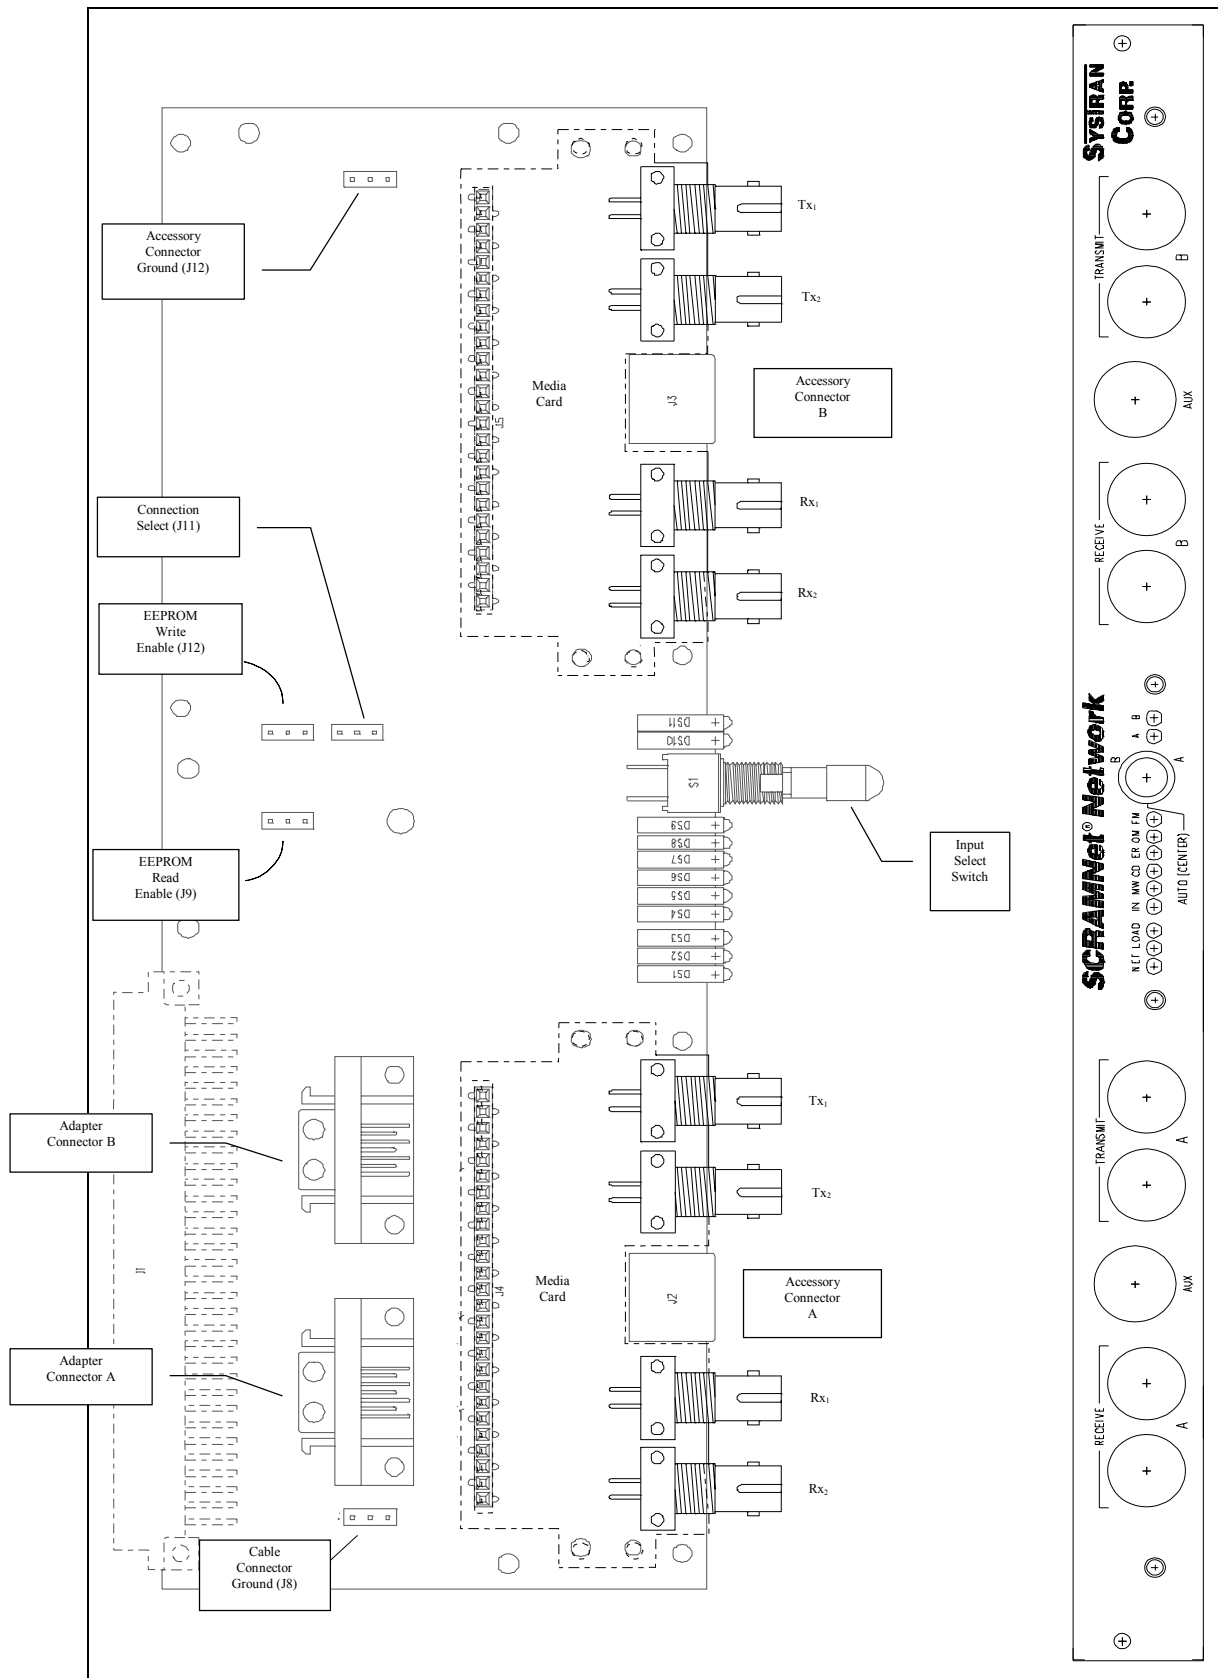 Accessory
Connector
Ground (J12)
Connection
Select (J11)
EEPROM
Write
Enable (J12)
EEPROM
Read
Enable (J9)
Adapter
Connector B
Adapter
Connector A
Cable
Connector
Ground (J8)
J1
J5
Media
Card
J3
Tx1
Tx2
Accessory
Connector
B
Rx1
Rx2
DS11
DS10
S1
DS9
DS8
DS7
DS6
DS5
DS4
DS3
DS2
DS1
Input
Select
Switch
J4
Media
Card
J2
Tx1
Tx2
Accessory
Connector
A
Rx1
Rx2
SYSTRAN
CORP.
TRANSMIT
B
AUX
RECEIVE
B
SCRAMNet® Network
A B
B
A
AUTO (CENTER)
NET LOAD IN MW CD ER OM FM
TRANSMIT
A
AUX
RECEIVE
A